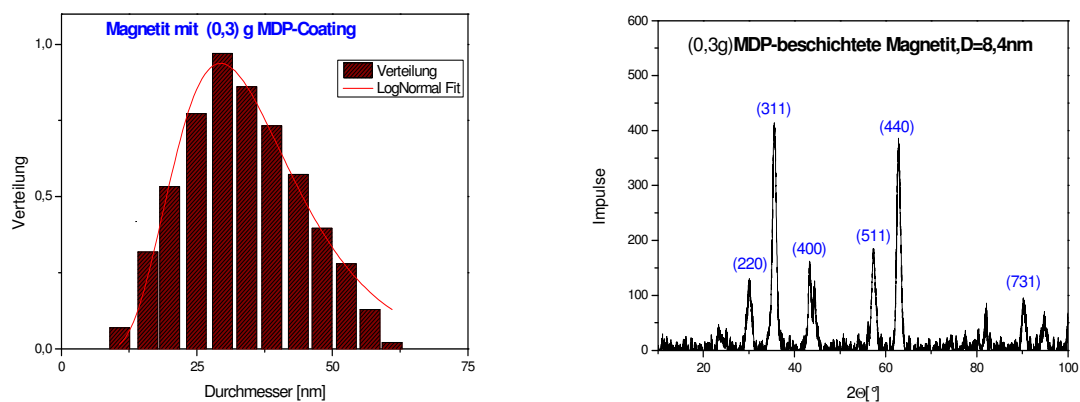 Magnetit mit (0,3) g MDP-Coating
1,0
0,5
0,0
Verteilung
Verteilung
LogNormal Fit
0 25 50 75
Durchmesser [nm]
(0,3g)MDP-beschichtete Magnetit,D=8,4nm
600
500
400
300
200
100
0
Impulse
(311)
(440)
(400)
(511)
(220)
(731)
20 40 60 80 100
2Θ[°]